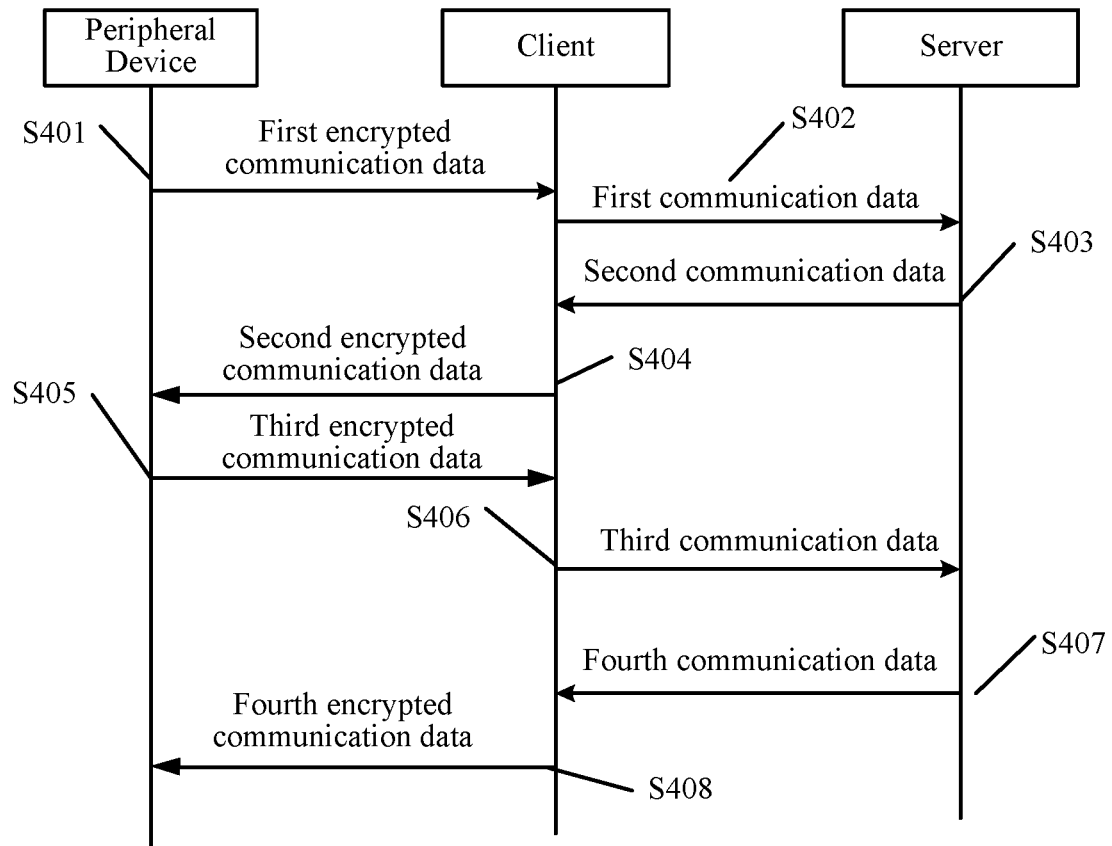 Peripheral
Device
Client
Server
S401
First encrypted
communication data
S402
First communication data
S403
Second communication data
Second encrypted
communication data
S404
S405
Third encrypted
communication data
S406
Third communication data
S407
Fourth communication data
Fourth encrypted
communication data
S408